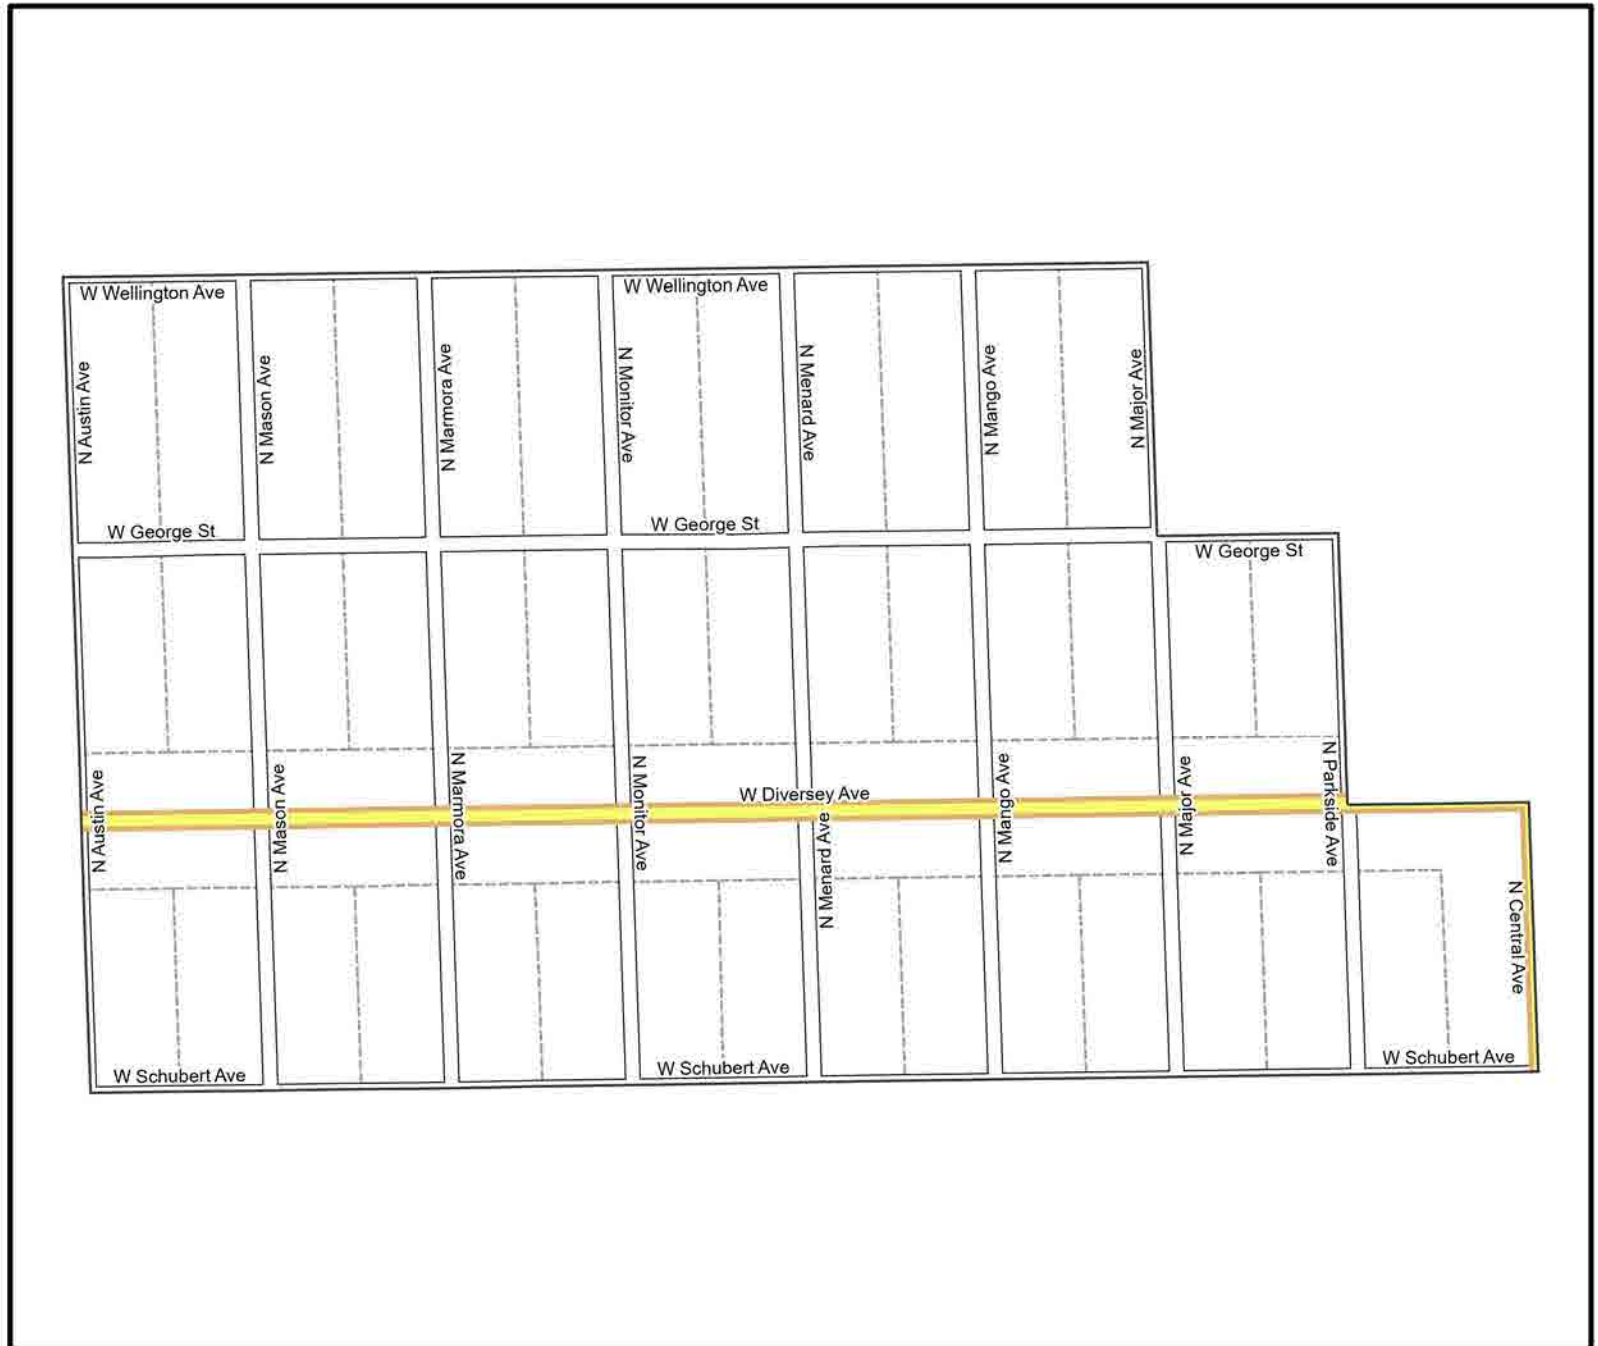 W Wellington Ave
W Wellington Ave
N Austin Ave
N Mason Ave
N Marmora Ave
N Monitor Ave
N Menard Ave
N Mango Ave
N Major Ave
W George St
W George St
W George St
N Austin Ave
N Mason Ave
N Marmora Ave
N Monitor Ave
W Diversey Ave
N Menard Ave
N Mango Ave
N Major Ave
N Parkside Ave
N Central Ave
W Schubert Ave
W Schubert Ave
W Schubert Ave